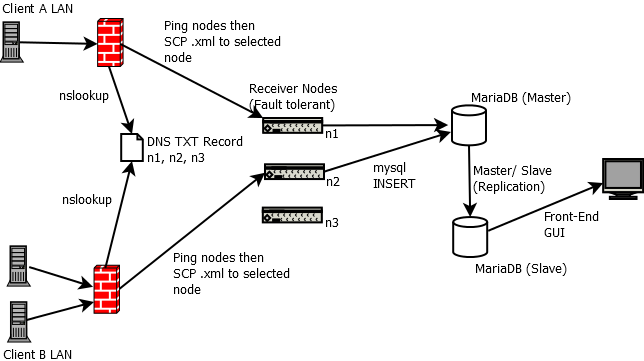 Client A LAN
Ping nodes then
SCP .xml to selected
node
nslookup
Receiver Nodes
(Fault tolerant)
MariaDB (Master)
DNS TXT Record
n1, n2, n3
n1
mysql
INSERT
n2
Master/ Slave
(Replication)
nslookup
n3
Front-End
GUI
Ping nodes then
SCP .xml to selected
node
MariaDB (Slave)
Client B LAN